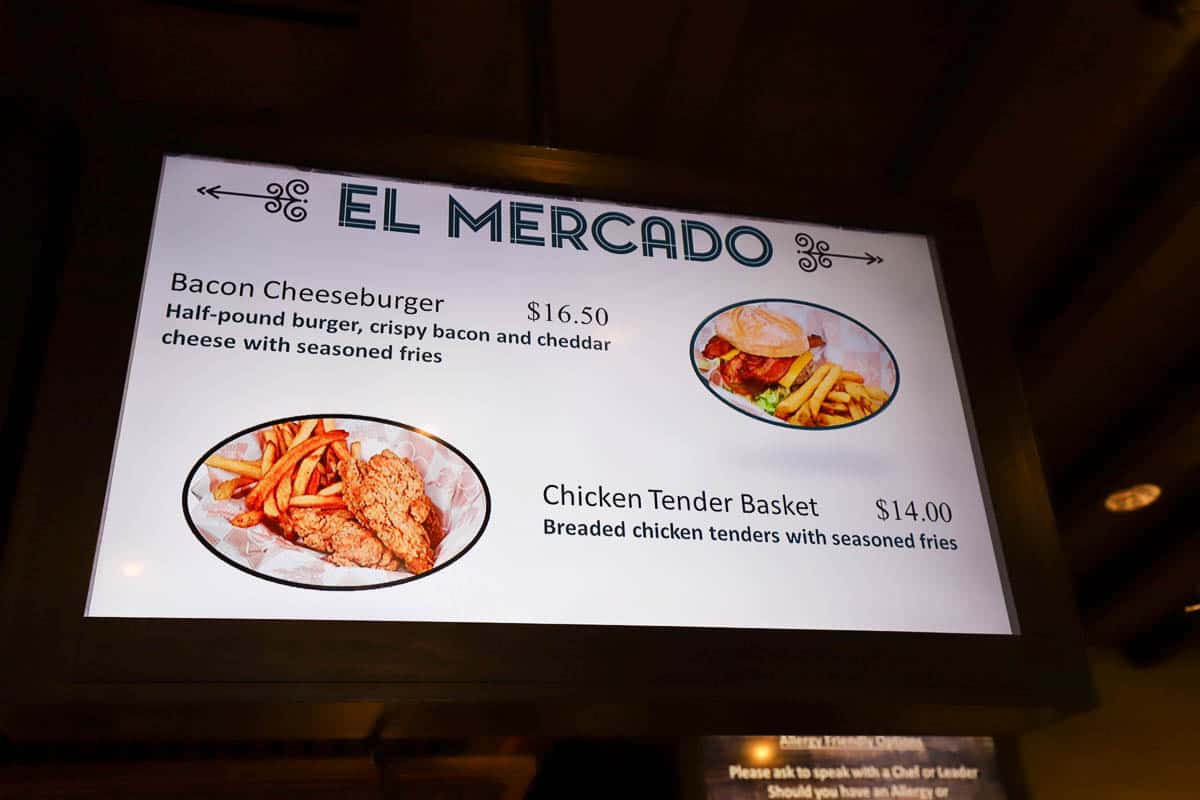 EL MERCADO
Bacon Cheeseburger $16.50
Half-pound burger, crispy bacon and cheddar
cheese with seasoned fries
Chicken Tender Basket $14.00
Breaded chicken tenders with seasoned fries
Allergy Friendly Options
Please ask to speak with a Chef or Leader
Should you have an Allergy or